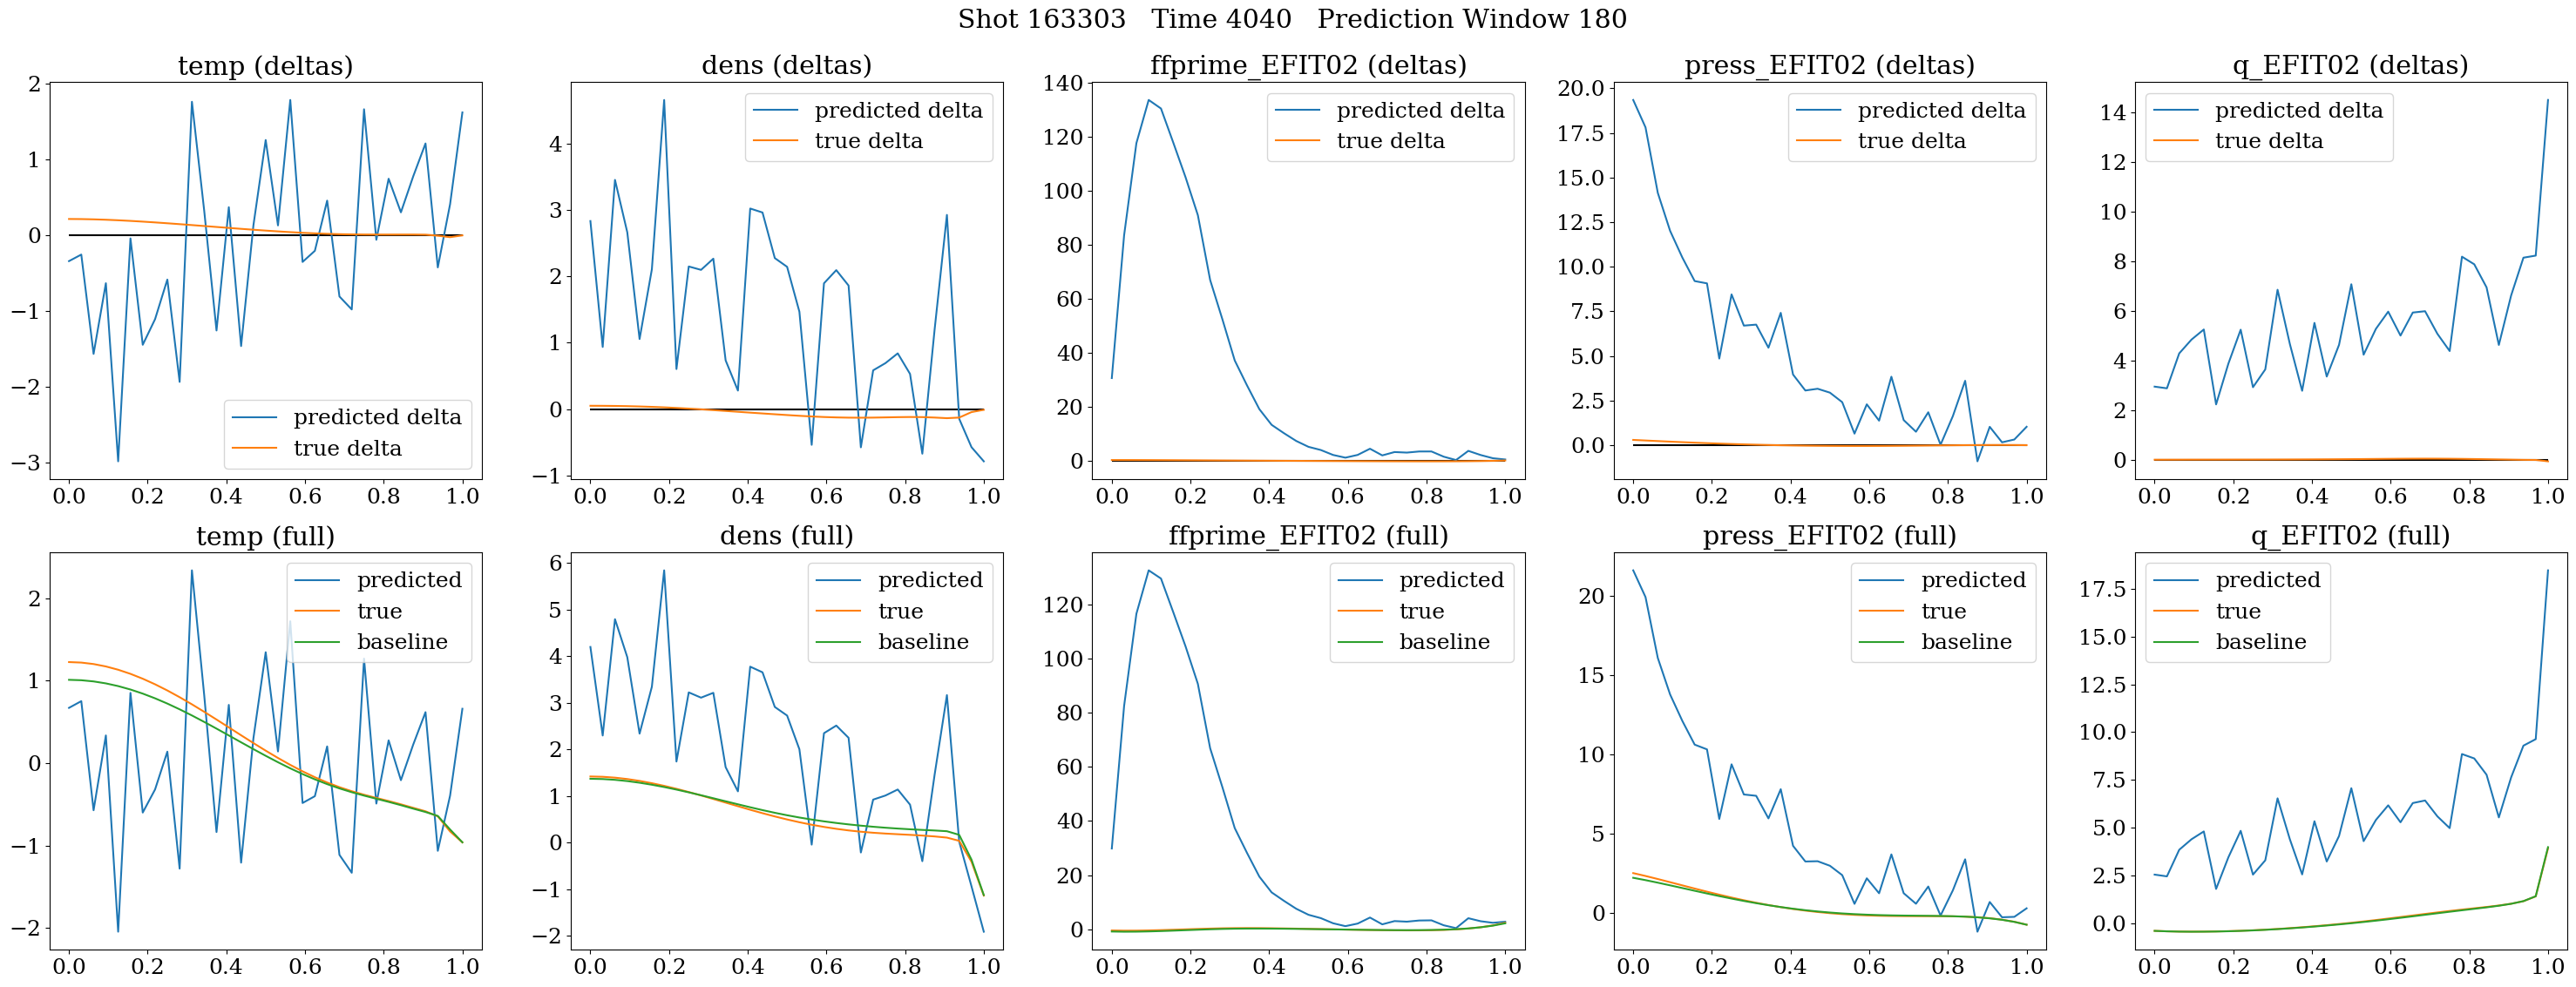 Shot 163303   Time 4040   Prediction Window 180
temp (deltas)
2
1
0
−1
−2
−3
0.0 0.2 0.4 0.6 0.8 1.0
predicted delta
true delta
dens (deltas)
4
3
2
1
0
−1
0.0 0.2 0.4 0.6 0.8 1.0
predicted delta
true delta
ffprime_EFIT02 (deltas)
140
120
100
80
60
40
20
0
0.0 0.2 0.4 0.6 0.8 1.0
predicted delta
true delta
press_EFIT02 (deltas)
20.0
17.5
15.0
12.5
10.0
7.5
5.0
2.5
0.0
0.0 0.2 0.4 0.6 0.8 1.0
predicted delta
true delta
q_EFIT02 (deltas)
14
12
10
8
6
4
2
0
0.0 0.2 0.4 0.6 0.8 1.0
predicted delta
true delta
temp (full)
2
1
0
−1
−2
0.0 0.2 0.4 0.6 0.8 1.0
predicted
true
baseline
dens (full)
6
5
4
3
2
1
0
−1
−2
0.0 0.2 0.4 0.6 0.8 1.0
predicted
true
baseline
ffprime_EFIT02 (full)
120
100
80
60
40
20
0
0.0 0.2 0.4 0.6 0.8 1.0
predicted
true
baseline
press_EFIT02 (full)
20
15
10
5
0
0.0 0.2 0.4 0.6 0.8 1.0
predicted
true
baseline
q_EFIT02 (full)
17.5
15.0
12.5
10.0
7.5
5.0
2.5
0.0
0.0 0.2 0.4 0.6 0.8 1.0
predicted
true
baseline